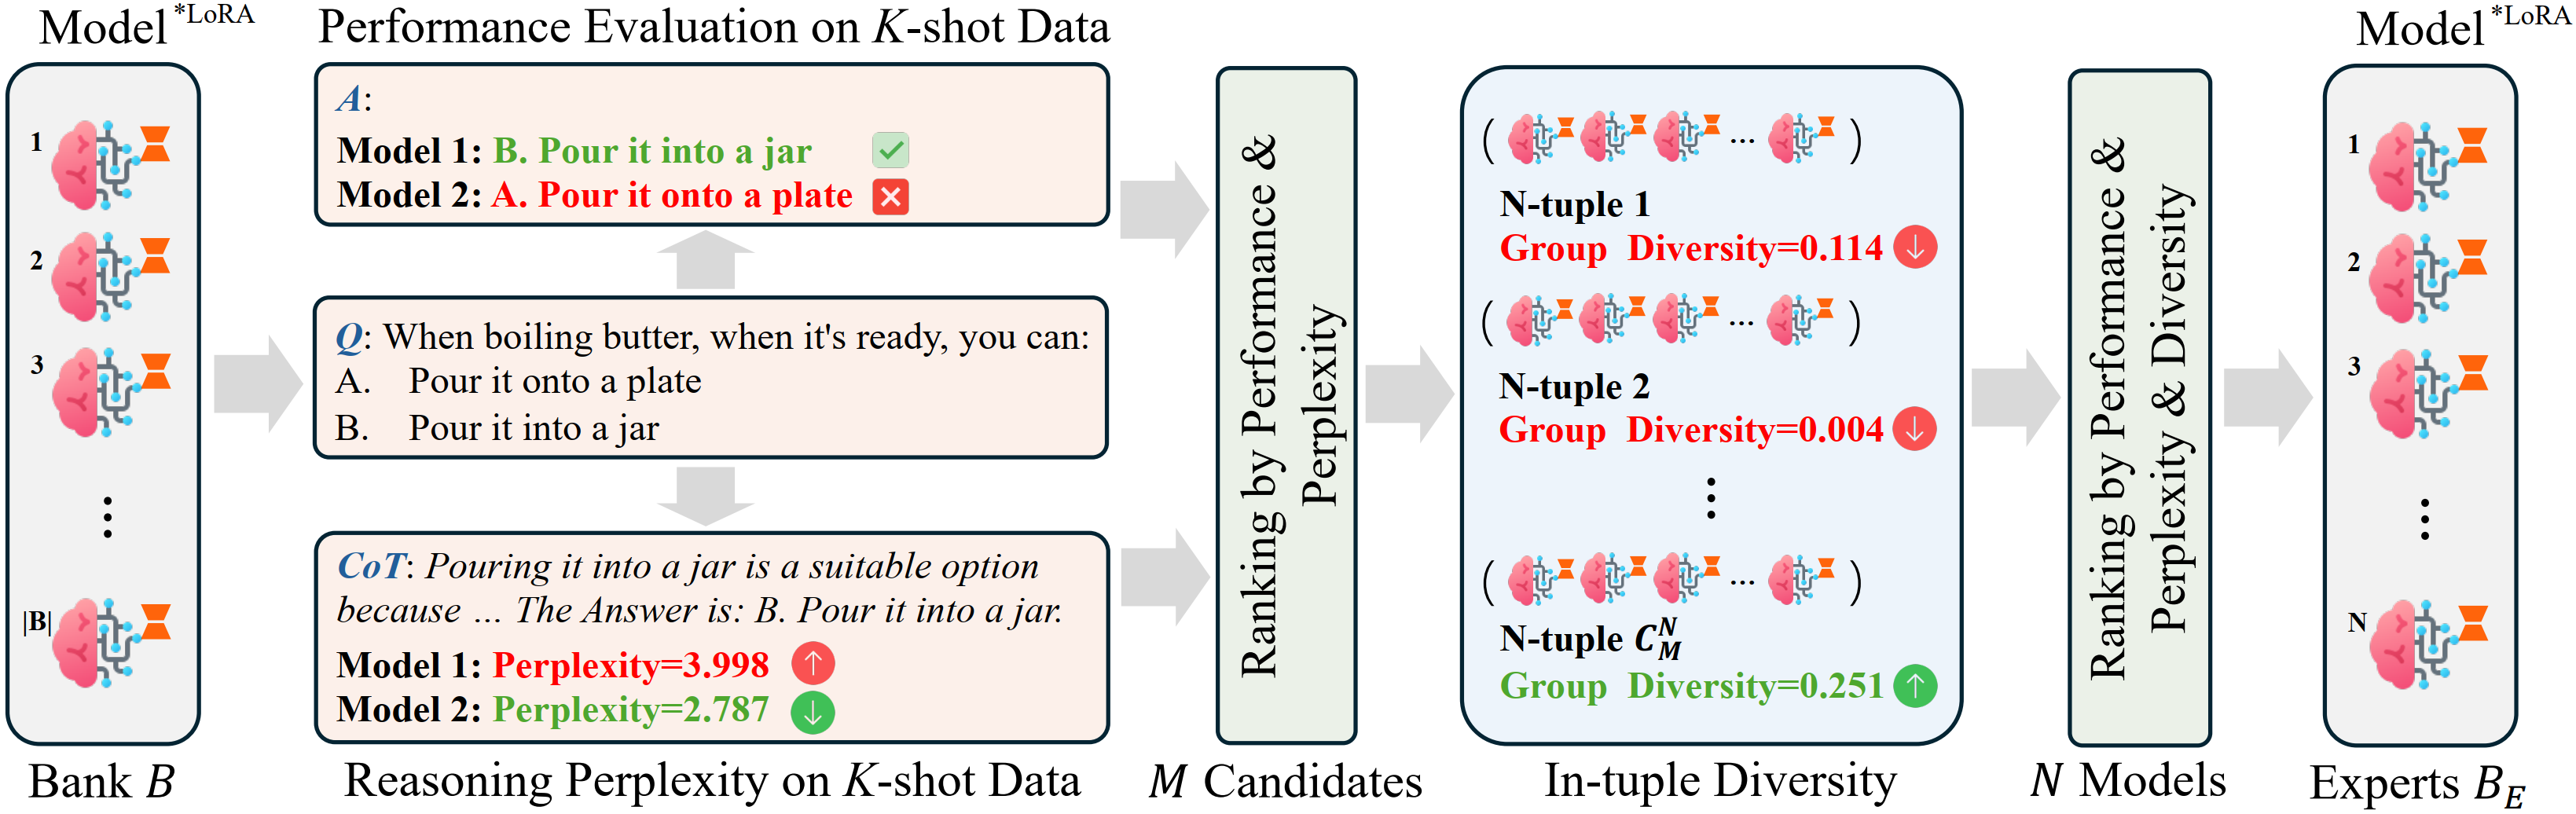 Model *LoRA
1
2
3
⋮
|B|
Bank B
Performance Evaluation on K-shot Data
A:
Model 1: B. Pour it into a jar
Model 2: A. Pour it onto a plate
Q: When boiling butter, when it's ready, you can:
A. Pour it onto a plate
B. Pour it into a jar
CoT: Pouring it into a jar is a suitable option
because ... The Answer is: B. Pour it into a jar.
Model 1: Perplexity=3.998 ↑
Model 2: Perplexity=2.787 ↓
Reasoning Perplexity on K-shot Data
Ranking by Performance &
Perplexity
M Candidates
( ... )
N-tuple 1
Group Diversity=0.114 ↓
( ... )
N-tuple 2
Group Diversity=0.004 ↓
⋮
( ... )
N-tuple C_M^N
Group Diversity=0.251 ↑
In-tuple Diversity
Ranking by Performance &
Perplexity & Diversity
N Models
Model *LoRA
1
2
3
⋮
N
Experts B_E